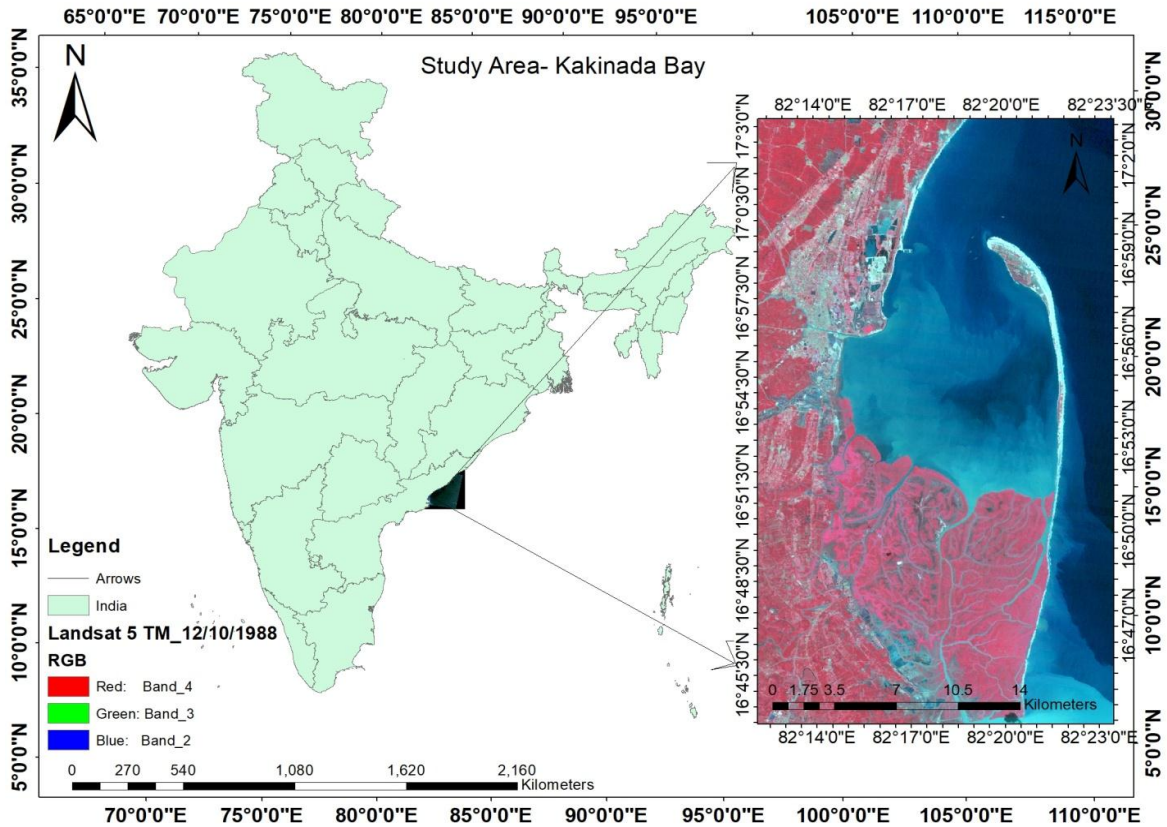 65°0'0"E 70°0'0"E 75°0'0"E 80°0'0"E 85°0'0"E 90°0'0"E 95°0'0"E 105°0'0"E 110°0'0"E 115°0'0"E
Study Area- Kakinada Bay
N
35°0'0"N
30°0'0"N
25°0'0"N
20°0'0"N
15°0'0"N
10°0'0"N
5°0'0"N
82°14'0"E 82°17'0"E 82°20'0"E 82°23'30"E
N
17°3'0"N
17°0'30"N
16°57'30"N
16°54'30"N
16°51'30"N
16°48'30"N
16°45'30"N
17°2'0"N
16°59'0"N
16°56'0"N
16°53'0"N
16°50'0"N
16°47'0"N
30°0'0"N
25°0'0"N
20°0'0"N
15°0'0"N
10°0'0"N
5°0'0"N
0 1.75 3.5 7 10.5 14
Kilometers
82°14'0"E 82°17'0"E 82°20'0"E 82°23'0"E
Legend
Arrows
India
Landsat 5 TM_12/10/1988
RGB
Red: Band_4
Green: Band_3
Blue: Band_2
0 270 540 1,080 1,620 2,160
Kilometers
70°0'0"E 75°0'0"E 80°0'0"E 85°0'0"E 90°0'0"E 95°0'0"E 100°0'0"E 105°0'0"E 110°0'0"E